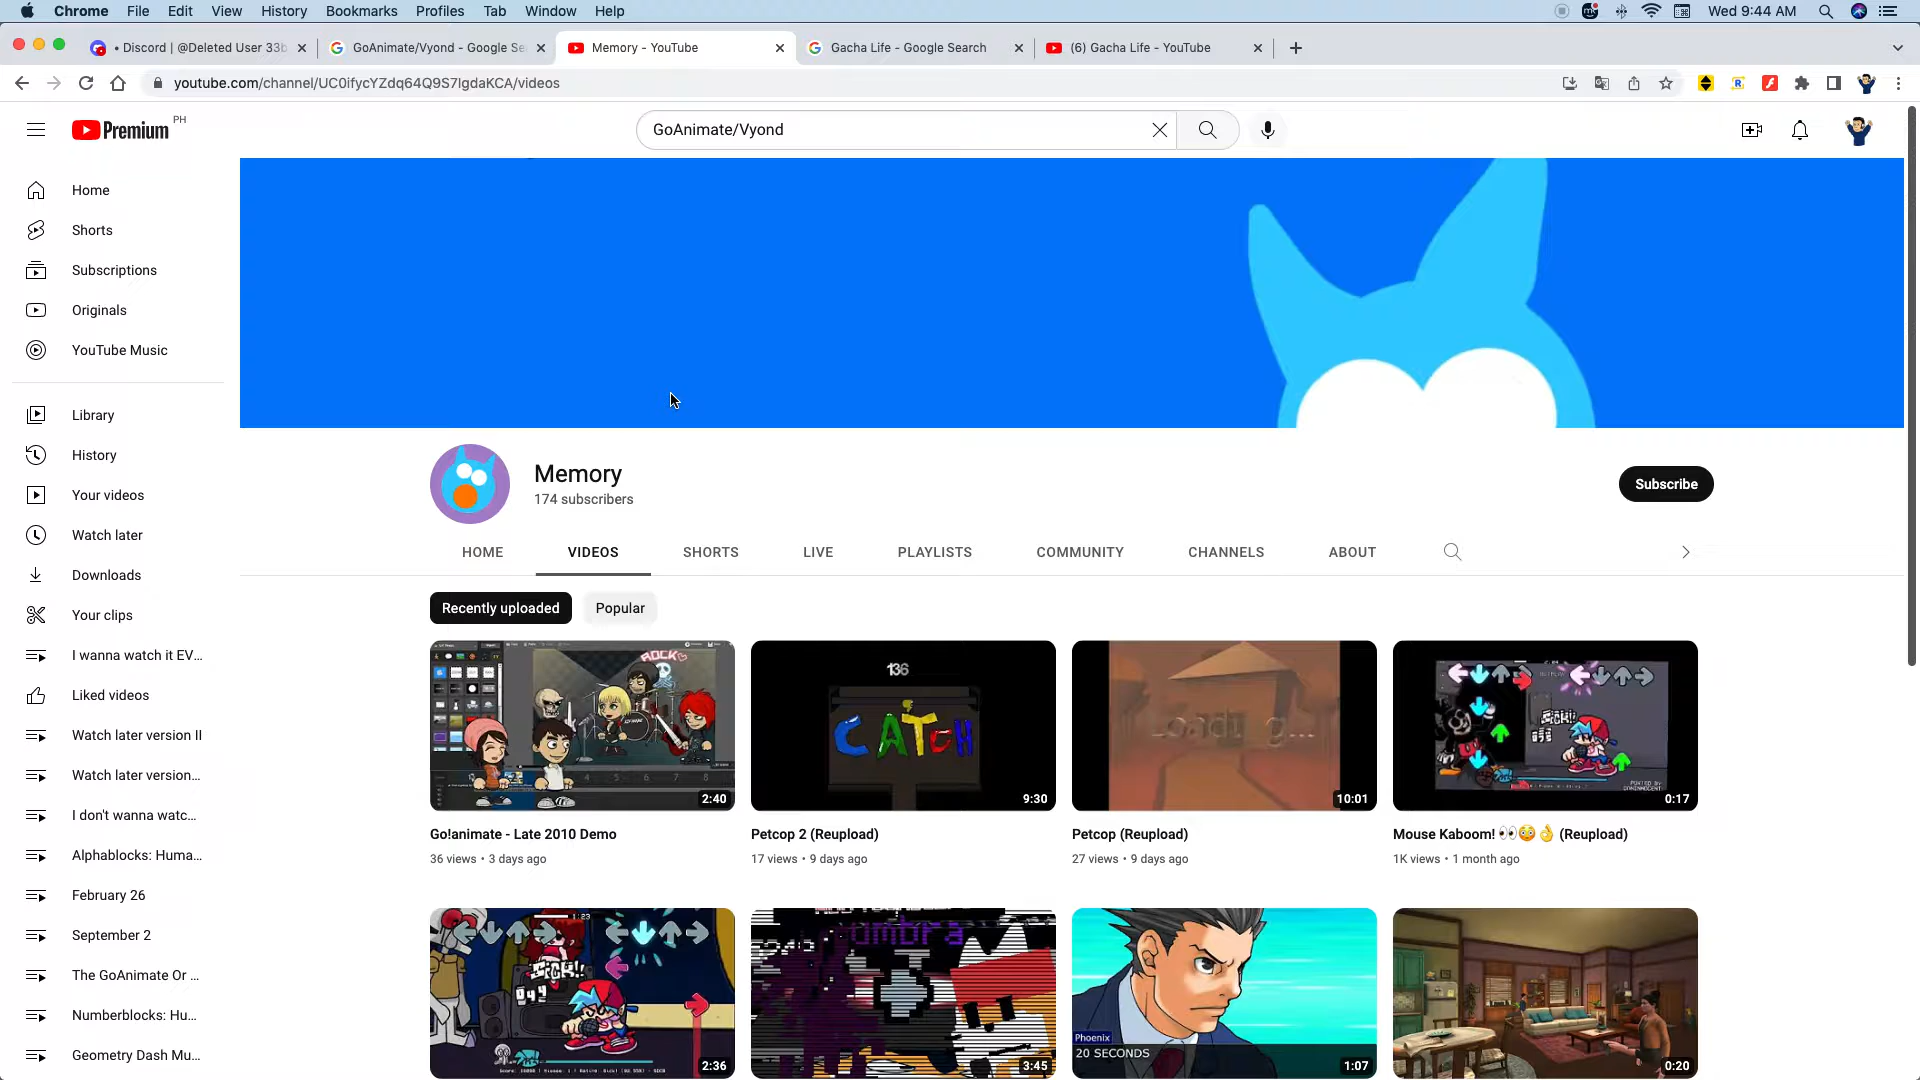 Chrome File Edit View History Bookmarks Profiles Tab Window Help
Wed 9:44 AM
• Discord | @Deleted User 33b
GoAnimate/Vyond - Google Se
Memory - YouTube
Gacha Life - Google Search
(6) Gacha Life - YouTube
youtube.com/channel/UC0ifycYZdq64Q9S7lgdaKCA/videos
Premium PH
GoAnimate/Vyond
Home
Shorts
Subscriptions
Originals
YouTube Music
Library
History
Your videos
Watch later
Downloads
Your clips
I wanna watch it EV...
Liked videos
Watch later version II
Watch later version...
I don't wanna watc...
Alphablocks: Huma...
February 26
September 2
The GoAnimate Or ...
Numberblocks: Hu...
Geometry Dash Mu...
Memory
174 subscribers
Subscribe
HOME VIDEOS SHORTS LIVE PLAYLISTS COMMUNITY CHANNELS ABOUT
Recently uploaded Popular
ROCK
2:40
136
CATCH
9:30
Loadi g...
10:01
SICK!!
0:17
Go!animate - Late 2010 Demo
36 views • 3 days ago
Petcop 2 (Reupload)
17 views • 9 days ago
Petcop (Reupload)
27 views • 9 days ago
Mouse Kaboom! 👀😳👌 (Reupload)
1K views • 1 month ago
1:23
SICK!!
049
2:36
umbra
3:45
Phoenix
20 SECONDS
1:07
0:20